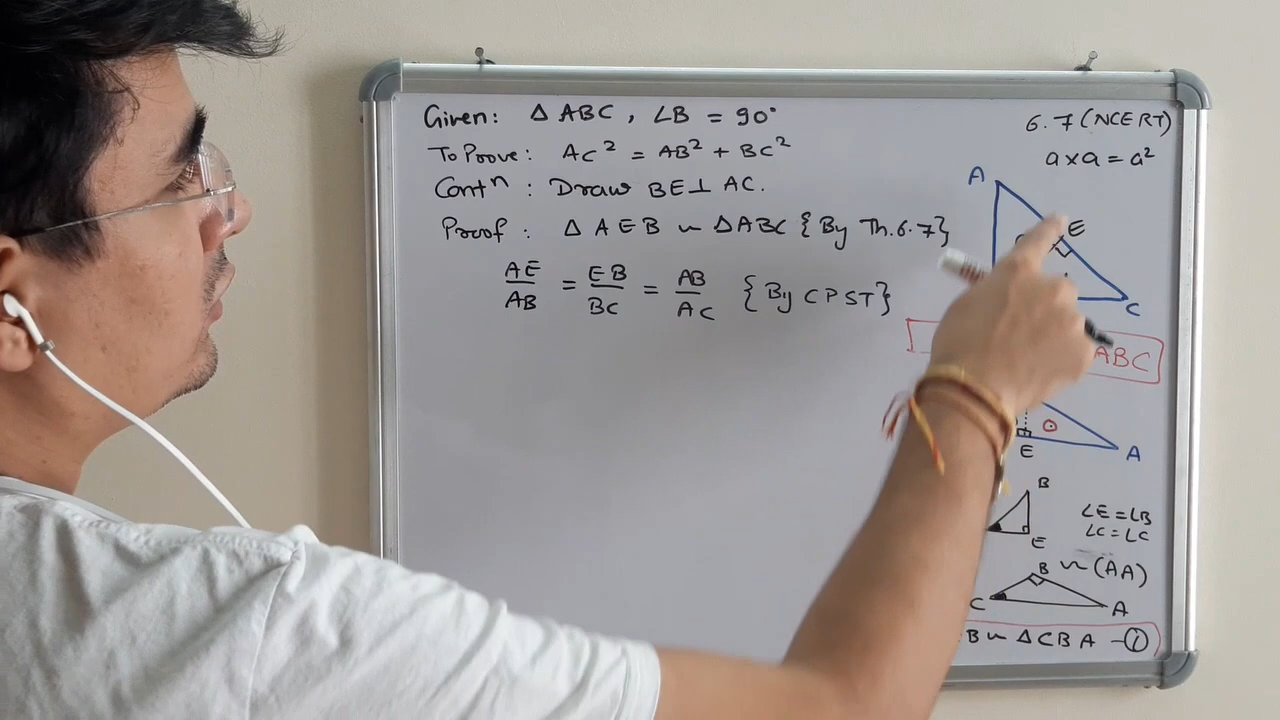 Given: Δ ABC, ∠B = 90°
To Prove: AC² = AB² + BC²
Contⁿ: Draw BE ⊥ AC.
Proof: Δ AEB ~ ΔABC {By Th.6.7}
AE/AB = EB/BC = AB/AC {By CPST}
6.7 (NCERT)
a×a = a²
A
E
C
ABC
E
A
B
E
∠E = ∠B
∠C = ∠C
~ (AA)
B
C
A
B ~ Δ CBA – (i)